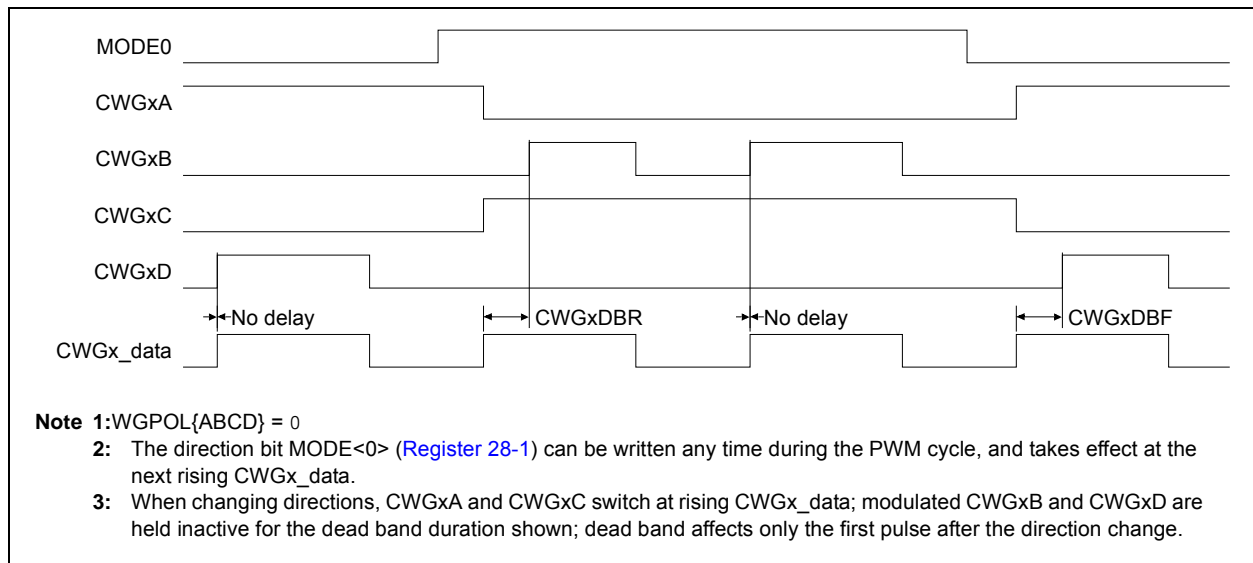 MODE0
CWGxA
CWGxB
CWGxC
CWGxD
No delay
CWGxDBR
No delay
CWGxDBF
CWGx_data
Note 1:WGPOL{ABCD} = 0
2: The direction bit MODE<0> (Register 28-1) can be written any time during the PWM cycle, and takes effect at the
next rising CWGx_data.
3: When changing directions, CWGxA and CWGxC switch at rising CWGx_data; modulated CWGxB and CWGxD are
held inactive for the dead band duration shown; dead band affects only the first pulse after the direction change.